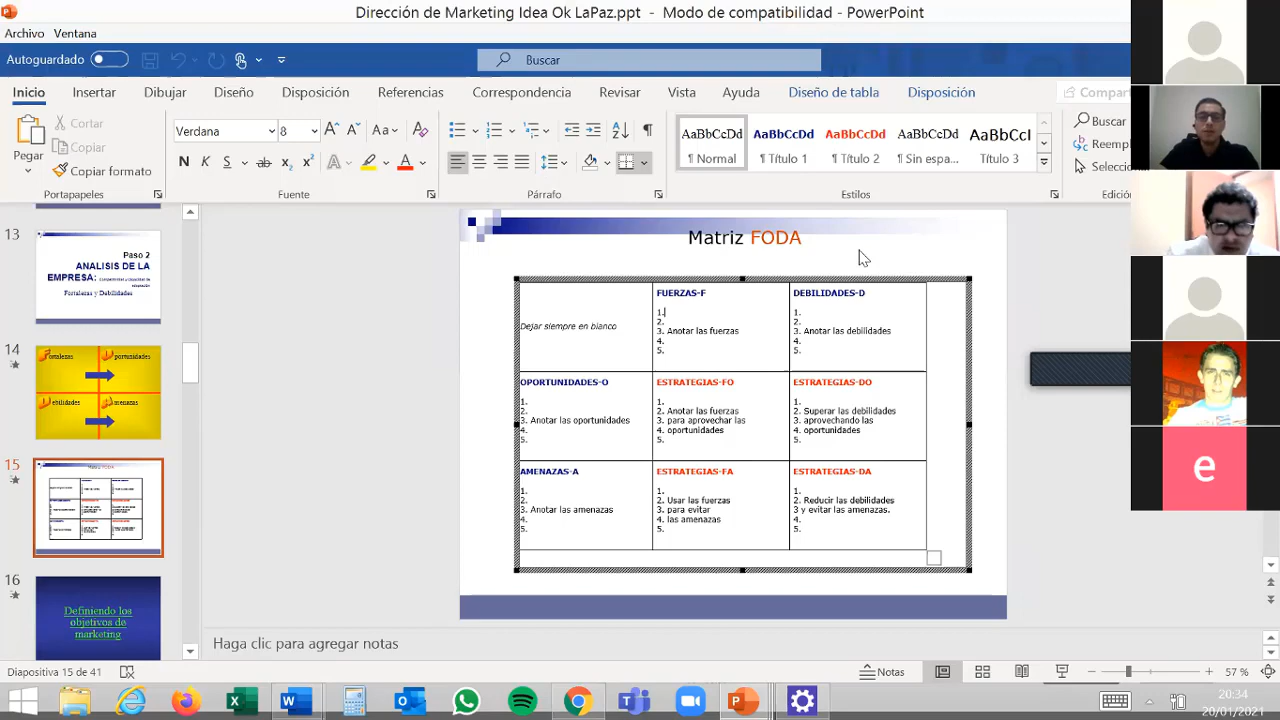 Dirección de Marketing Idea Ok LaPaz.ppt - Modo de compatibilidad - PowerPoint
Archivo Ventana
Autoguardado
Buscar
Inicio Insertar Dibujar Diseño Disposición Referencias Correspondencia Revisar Vista Ayuda Diseño de tabla Disposición
Compart
Pegar
Cortar
Copiar
Copiar formato
Portapapeles
Verdana 8
N K S
Fuente
Párrafo
AaBbCcDd AaBbCcDd AaBbCcDd AaBbCcDd AaBbCcI
¶ Normal ¶ Título 1 ¶ Título 2 ¶ Sin espa... Título 3
Estilos
Buscar
Reempl
Selecció
Edición
13
Paso 2
ANALISIS DE LA
EMPRESA:
Fortalezas y Debilidades
14
Fortalezas
Oportunidades
Debilidades
Amenazas
15
Matriz FODA
16
Definiendo los
objetivos de
marketing
Matriz FODA
Dejar siempre en blanco
FUERZAS-F
1.
2.
3. Anotar las fuerzas
4.
5.
DEBILIDADES-D
1.
2.
3. Anotar las debilidades
4.
5.
OPORTUNIDADES-O
1.
2.
3. Anotar las oportunidades
4.
5.
ESTRATEGIAS-FO
1.
2. Anotar las fuerzas
3. para aprovechar las
4. oportunidades
5.
ESTRATEGIAS-DO
1.
2. Superar las debilidades
3. aprovechando las
4. oportunidades
5.
AMENAZAS-A
1.
2.
3. Anotar las amenazas
4.
5.
ESTRATEGIAS-FA
1.
2. Usar las fuerzas
3. para evitar
4. las amenazas
5.
ESTRATEGIAS-DA
1.
2. Reducir las debilidades
3 y evitar las amenazas.
4.
5.
e
Haga clic para agregar notas
Diapositiva 15 de 41
Notas
57 %
20:34
20/01/2021